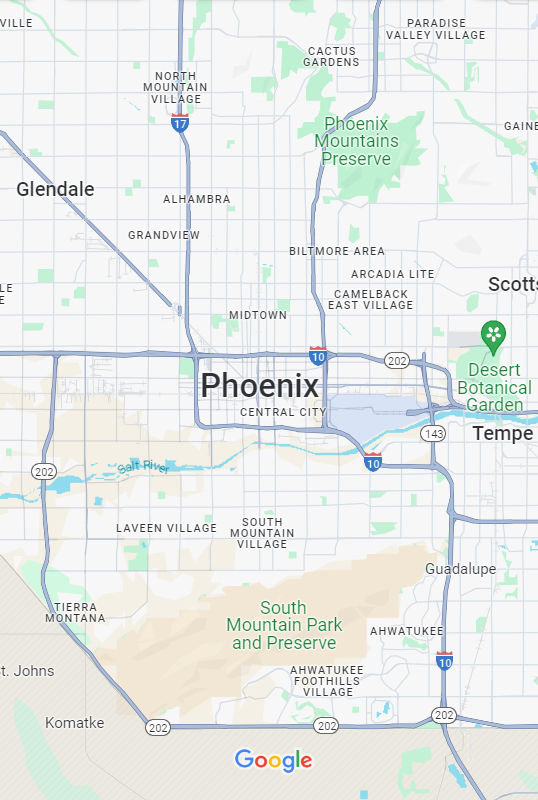 VILLE
PARADISE
VALLEY VILLAGE
CACTUS
GARDENS
NORTH
MOUNTAIN
VILLAGE
17
Phoenix
Mountains
Preserve
GAINE
Glendale
ALHAMBRA
GRANDVIEW
BILTMORE AREA
ARCADIA LITE
LE
E
Scotts
CAMELBACK
EAST VILLAGE
MIDTOWN
10
202
Desert
Botanical
Garden
Phoenix
CENTRAL CITY
143
Tempe
202
Salt River
10
LAVEEN VILLAGE
SOUTH
MOUNTAIN
VILLAGE
Guadalupe
TIERRA
MONTANA
South
Mountain Park
and Preserve
AHWATUKEE
10
t. Johns
AHWATUKEE
FOOTHILLS
VILLAGE
Komatke
202
202
202
Google